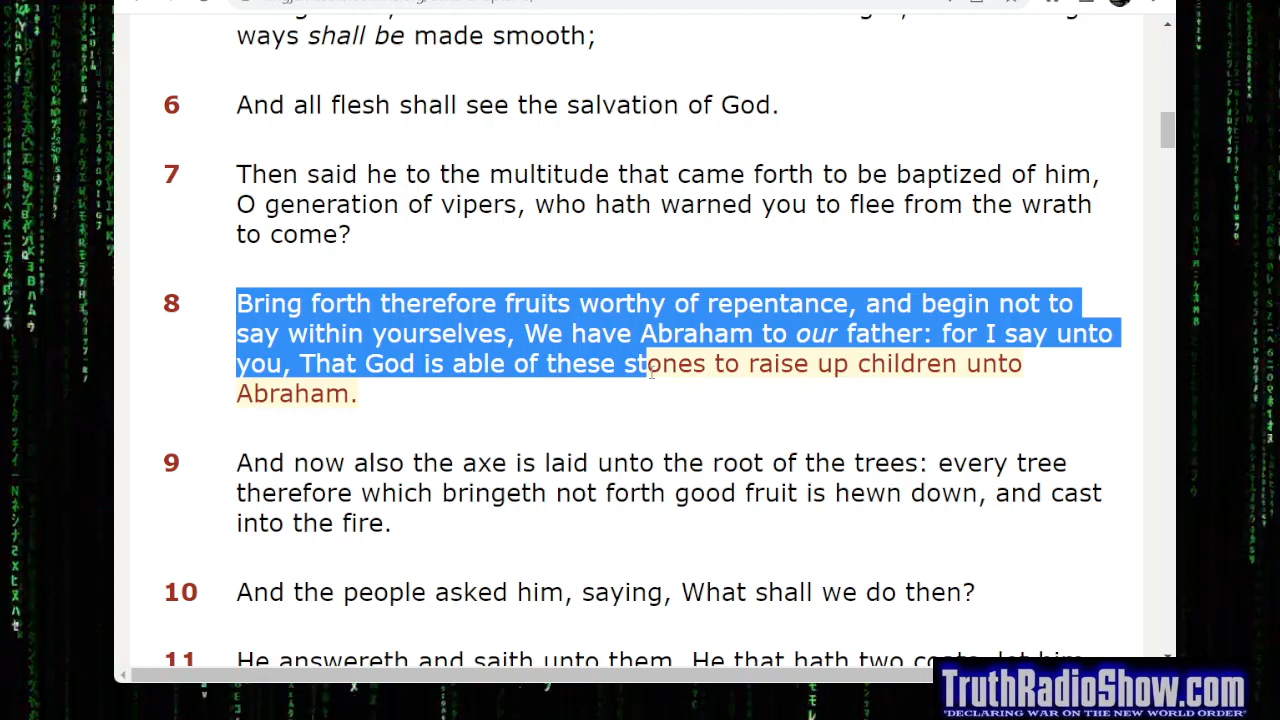 ways shall be made smooth;
6 And all flesh shall see the salvation of God.
7 Then said he to the multitude that came forth to be baptized of him,
O generation of vipers, who hath warned you to flee from the wrath
to come?
8 Bring forth therefore fruits worthy of repentance, and begin not to
say within yourselves, We have Abraham to our father: for I say unto
you, That God is able of these stones to raise up children unto
Abraham.
9 And now also the axe is laid unto the root of the trees: every tree
therefore which bringeth not forth good fruit is hewn down, and cast
into the fire.
10 And the people asked him, saying, What shall we do then?
11 He answereth and saith unto them, He that hath two coats, let him
TruthRadioShow.com
"DECLARING WAR ON THE NEW WORLD ORDER"